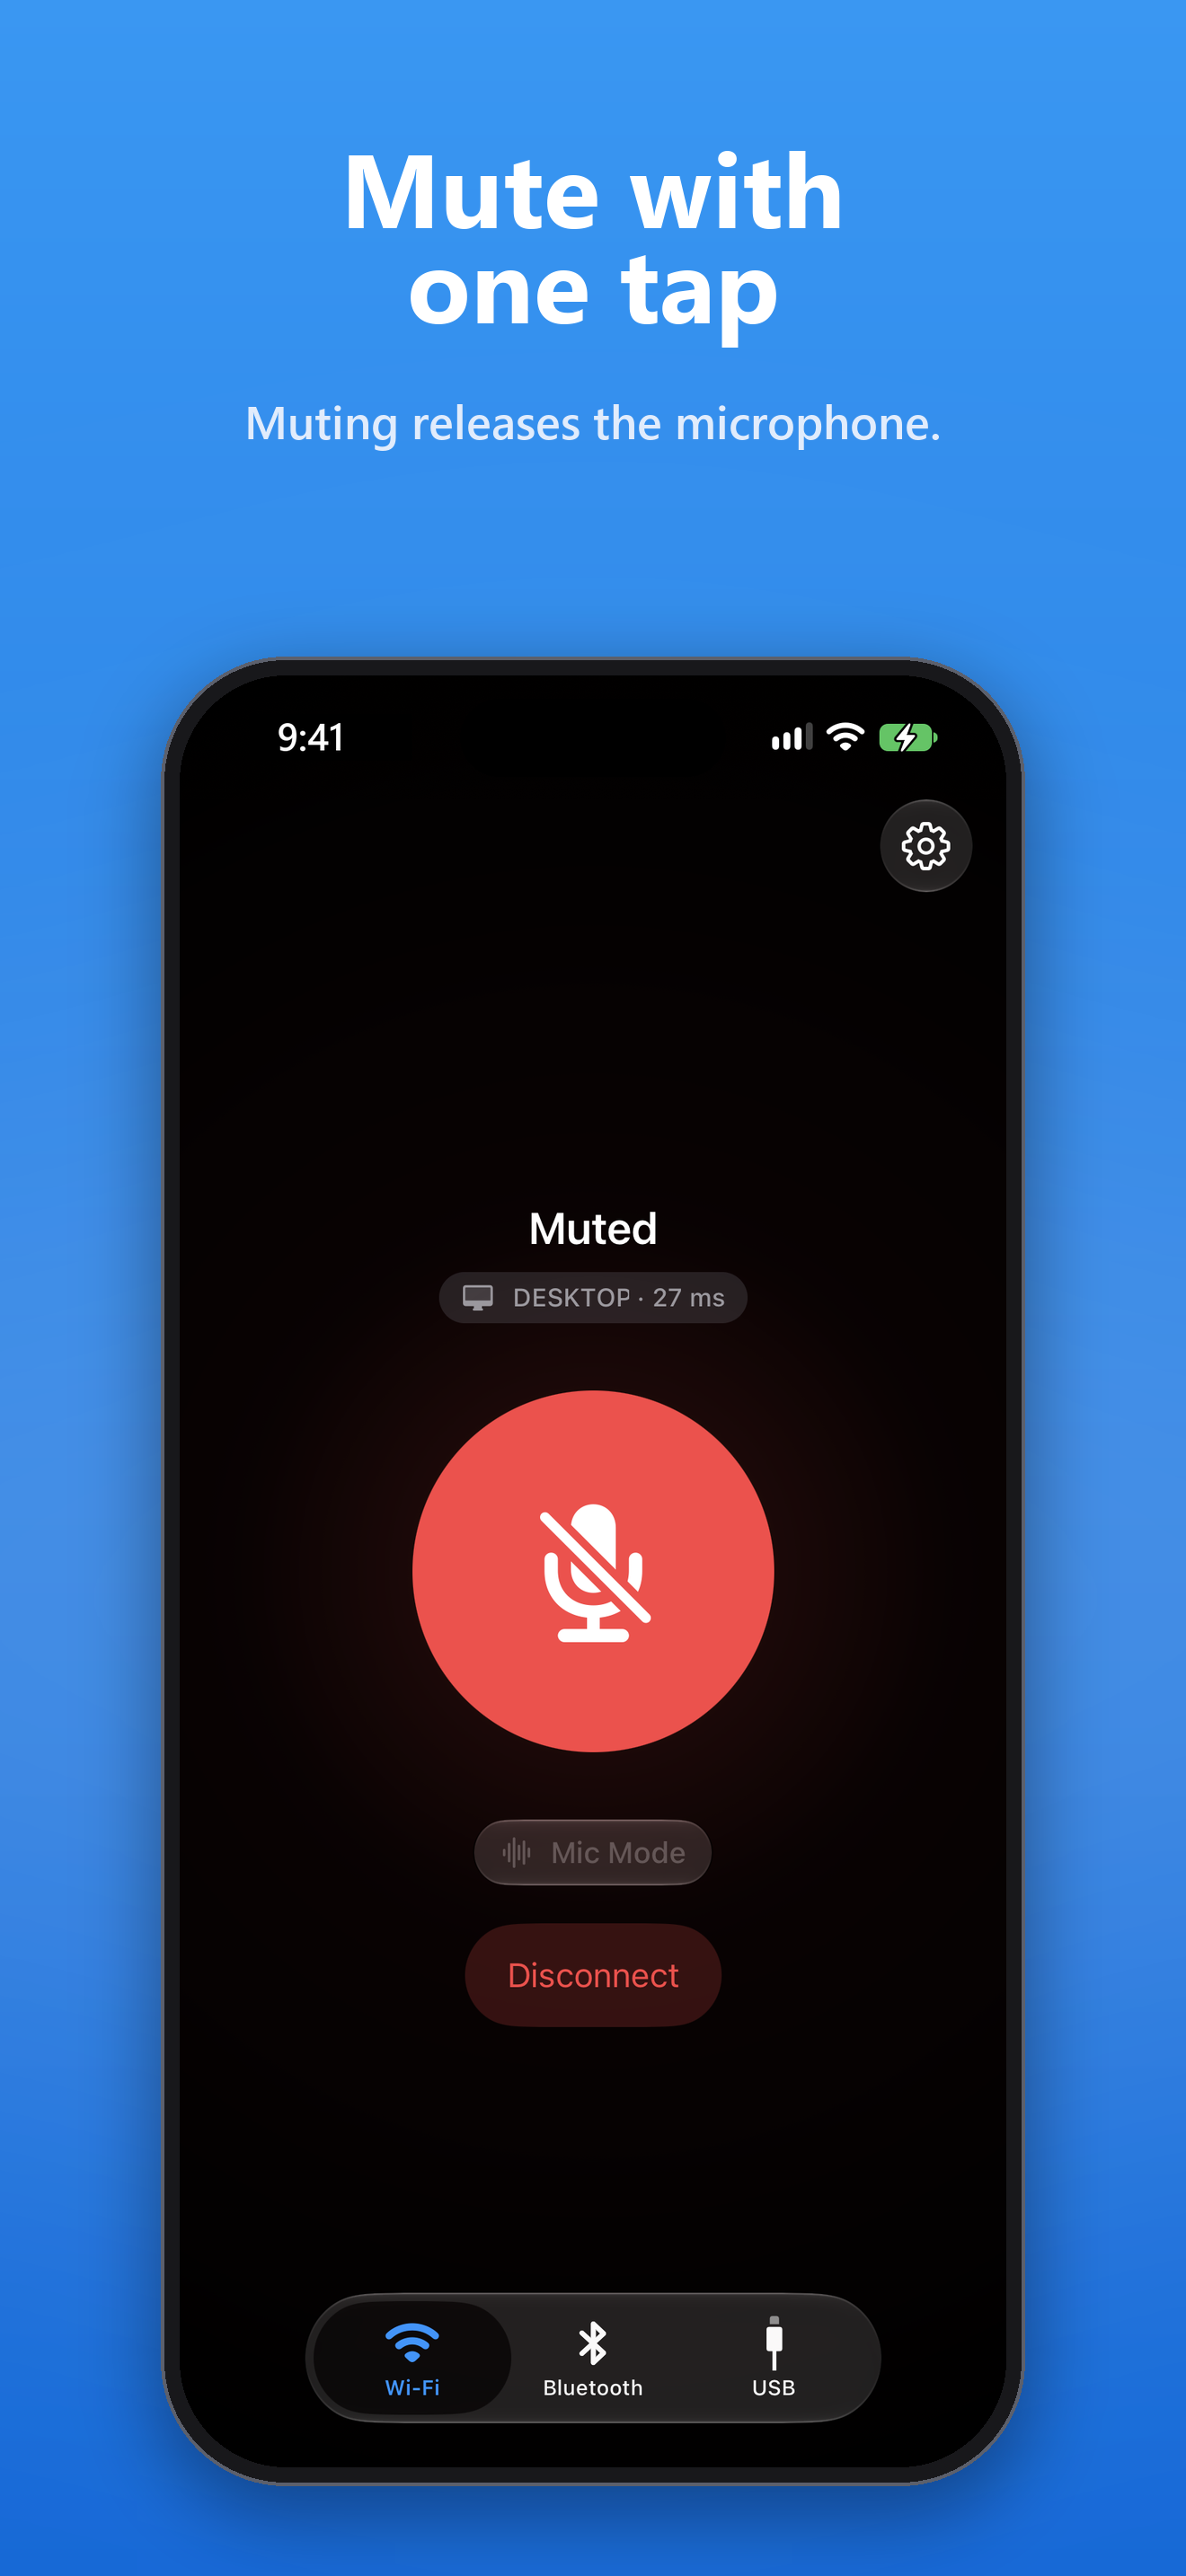 Mute with
one tap
Muting releases the microphone.
9:41
Muted
DESKTOP · 27 ms
Mic Mode
Disconnect
Wi-Fi Bluetooth USB